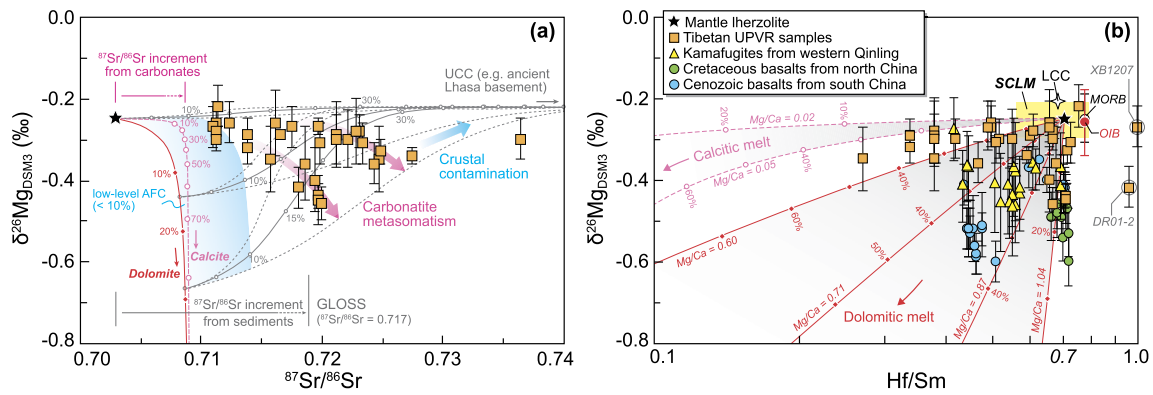 (a)
0.0
-0.2
-0.4
-0.6
-0.8
δ²⁶MgDSM3 (‰)
⁸⁷Sr/⁸⁶Sr increment
from carbonates
UCC (e.g. ancient
Lhasa basement)
10%
30%
50%
70%
10%
30%
30%
10%
15%
10%
10%
20%
low-level AFC
(< 10%)
Crustal
contamination
Carbonatite
metasomatism
Dolomite
Calcite
⁸⁷Sr/⁸⁶Sr increment
from sediments
GLOSS
(⁸⁷Sr/⁸⁶Sr = 0.717)
0.70
0.71
0.72
0.73
0.74
⁸⁷Sr/⁸⁶Sr
(b)
Mantle lherzolite
Tibetan UPVR samples
Kamafugites from western Qinling
Cretaceous basalts from north China
Cenozoic basalts from south China
0.0
-0.2
-0.4
-0.6
-0.8
δ²⁶MgDSM3 (‰)
XB1207
LCC
SCLM
MORB
OIB
DR01-2
20%
10%
Mg/Ca = 0.02
Calcitic melt
Mg/Ca = 0.05
40%
60%
40%
60%
Mg/Ca = 0.60
40%
50%
Mg/Ca = 0.71
Mg/Ca = 0.87
40%
20%
Mg/Ca = 1.04
Dolomitic melt
0.1
0.7
1.0
Hf/Sm